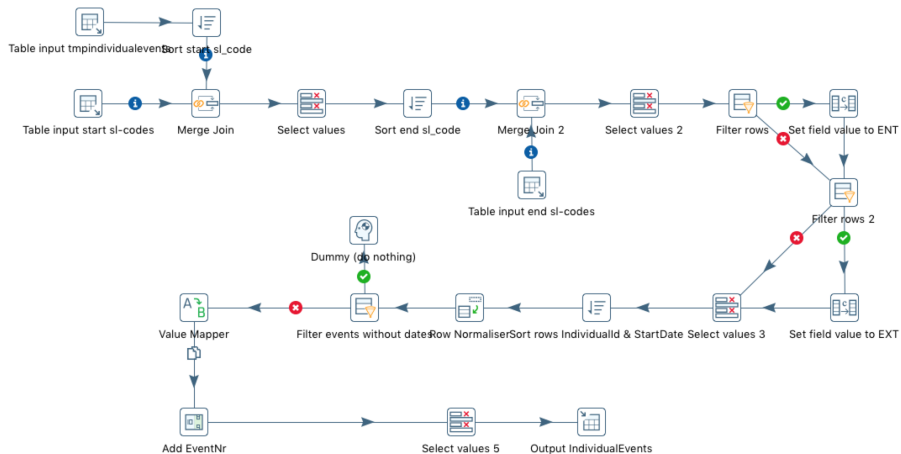 Table input tmpindividualevents
Sort start sl_code
Table input start sl-codes
Merge Join
Select values
Sort end sl_code
Merge Join 2
Select values 2
Filter rows
Set field value to ENT
Table input end sl-codes
Filter rows 2
Dummy (do nothing)
Value Mapper
Filter events without dates
Row Normaliser
Sort rows IndividualId & StartDate
Select values 3
Set field value to EXT
Add EventNr
Select values 5
Output IndividualEvents